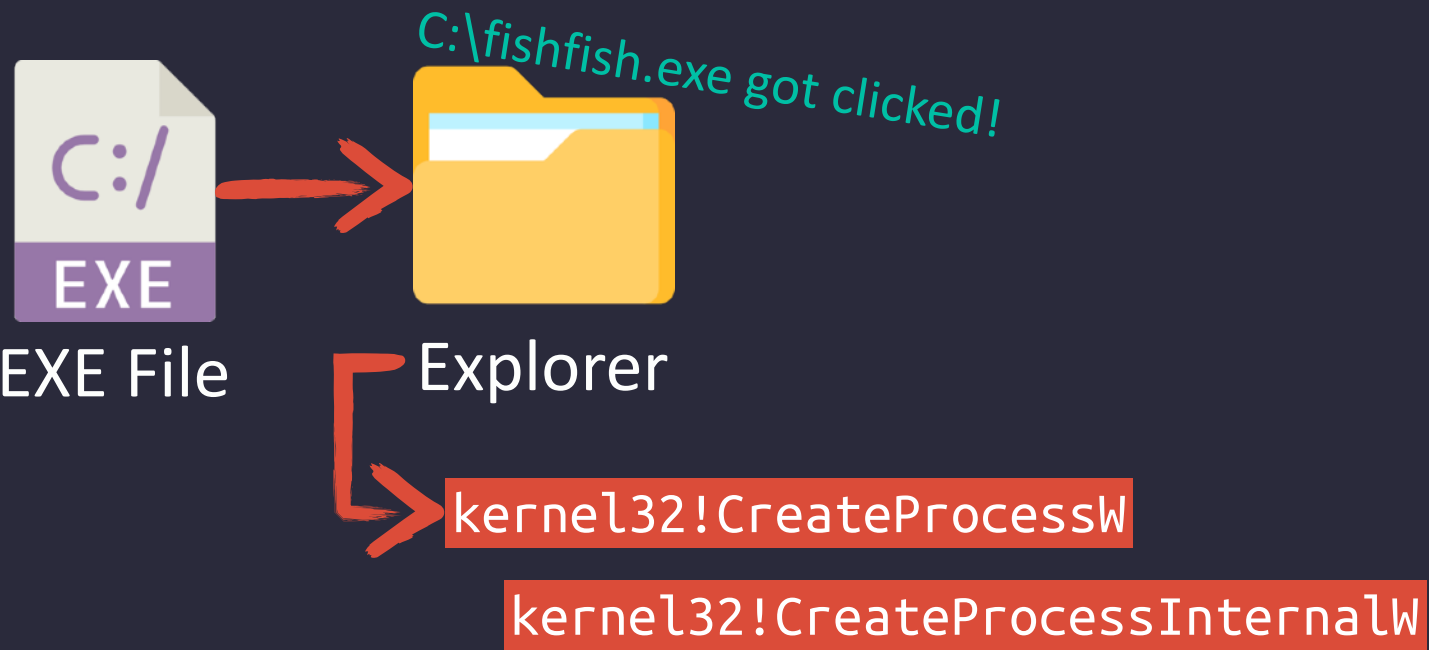 C:\fishfish.exe got clicked!
C:/
EXE
EXE File
Explorer
kernel32!CreateProcessW
kernel32!CreateProcessInternalW